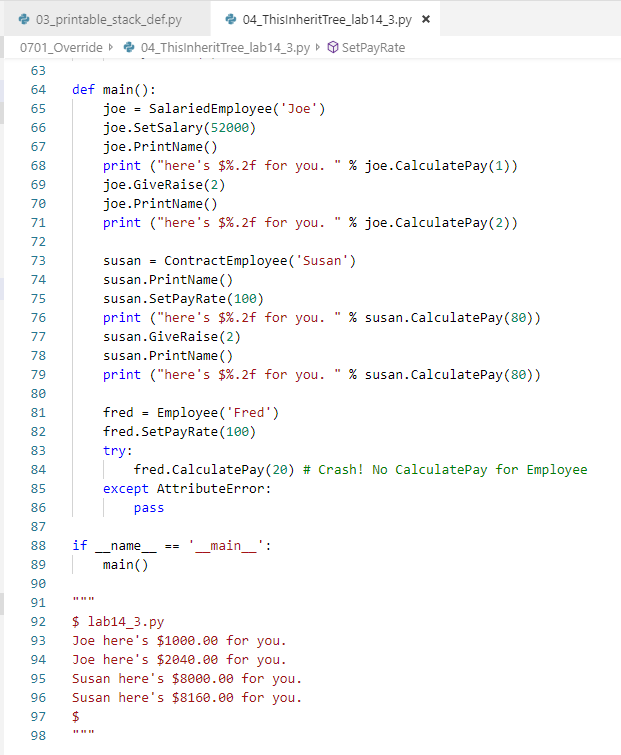 03_printable_stack_def.py
04_ThisInheritTree_lab14_3.py ×
0701_Override 04_ThisInheritTree_lab14_3.py SetPayRate
63
64 def main():
65     joe = SalariedEmployee('Joe')
66     joe.SetSalary(52000)
67     joe.PrintName()
68     print ("here's $%.2f for you. " % joe.CalculatePay(1))
69     joe.GiveRaise(2)
70     joe.PrintName()
71     print ("here's $%.2f for you. " % joe.CalculatePay(2))
72
73     susan = ContractEmployee('Susan')
74     susan.PrintName()
75     susan.SetPayRate(100)
76     print ("here's $%.2f for you. " % susan.CalculatePay(80))
77     susan.GiveRaise(2)
78     susan.PrintName()
79     print ("here's $%.2f for you. " % susan.CalculatePay(80))
80
81     fred = Employee('Fred')
82     fred.SetPayRate(100)
83     try:
84         fred.CalculatePay(20) # Crash! No CalculatePay for Employee
85     except AttributeError:
86         pass
87
88 if __name__ == '__main__':
89     main()
90
91 """
92 $ lab14_3.py
93 Joe here's $1000.00 for you.
94 Joe here's $2040.00 for you.
95 Susan here's $8000.00 for you.
96 Susan here's $8160.00 for you.
97 $
98 """